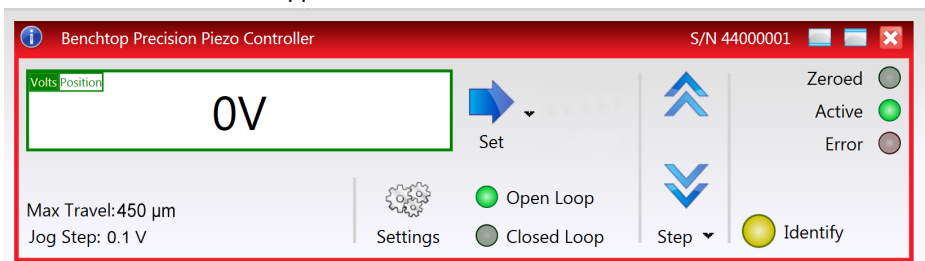 Benchtop Precision Piezo Controller
S/N 44000001
Volts Position
0V
Set
Zeroed
Active
Error
Max Travel:450 μm
Jog Step: 0.1 V
Settings
Open Loop
Closed Loop
Step
Identify